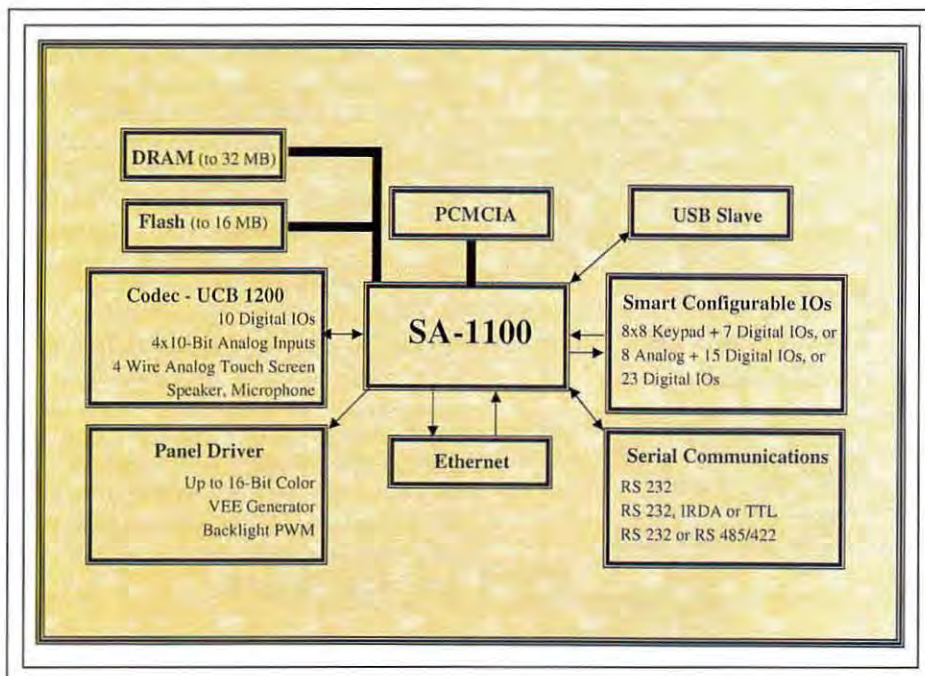 DRAM (to 32 MB)
Flash (to 16 MB)
PCMCIA
USB Slave
Codec - UCB 1200
10 Digital IOs
4x10-Bit Analog Inputs
4 Wire Analog Touch Screen
Speaker, Microphone
SA-1100
Smart Configurable IOs
8x8 Keypad + 7 Digital IOs, or
8 Analog + 15 Digital IOs, or
23 Digital IOs
Panel Driver
Up to 16-Bit Color
VEE Generator
Backlight PWM
Ethernet
Serial Communications
RS 232
RS 232, IRDA or TTL
RS 232 or RS 485/422